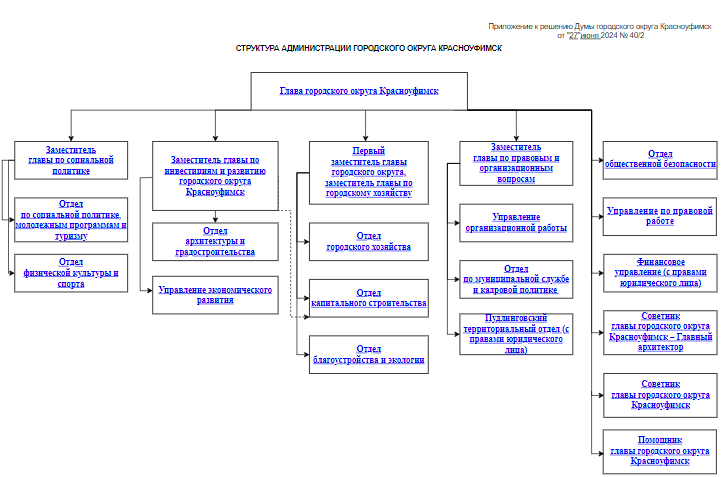 Приложение к решению Думы городского округа Красноуфимск
от "27"июня 2024 № 40/2
СТРУКТУРА АДМИНИСТРАЦИИ ГОРОДСКОГО ОКРУГА КРАСНОУФИМСК
Глава городского округа Красноуфимск
Заместитель
главы по социальной
политике
Отдел
по социальной политике,
молодежным программам и
туризму
Отдел
физической культуры и
спорта
Заместитель главы по
инвестициям и развитию
городского округа
Красноуфимск
Отдел
архитектуры и
градостроительства
Управление экономического
развития
Первый
заместитель главы
городского округа,
заместитель главы по
городскому хозяйству
Отдел
городского хозяйства
Отдел
капитального строительства
Отдел
благоустройства и экологии
Заместитель
главы по правовым и
организационным
вопросам
Управление
организационной работы
Отдел
по муниципальной службе
и кадровой политике
Пудлинговский
территориальный отдел (с
правами юридического
лица)
Отдел
общественной безопасности
Управление по правовой
работе
Финансовое
управление (с правами
юридического лица)
Советник
главы городского округа
Красноуфимск – Главный
архитектор
Советник
главы городского округа
Красноуфимск
Помощник
главы городского округа
Красноуфимск